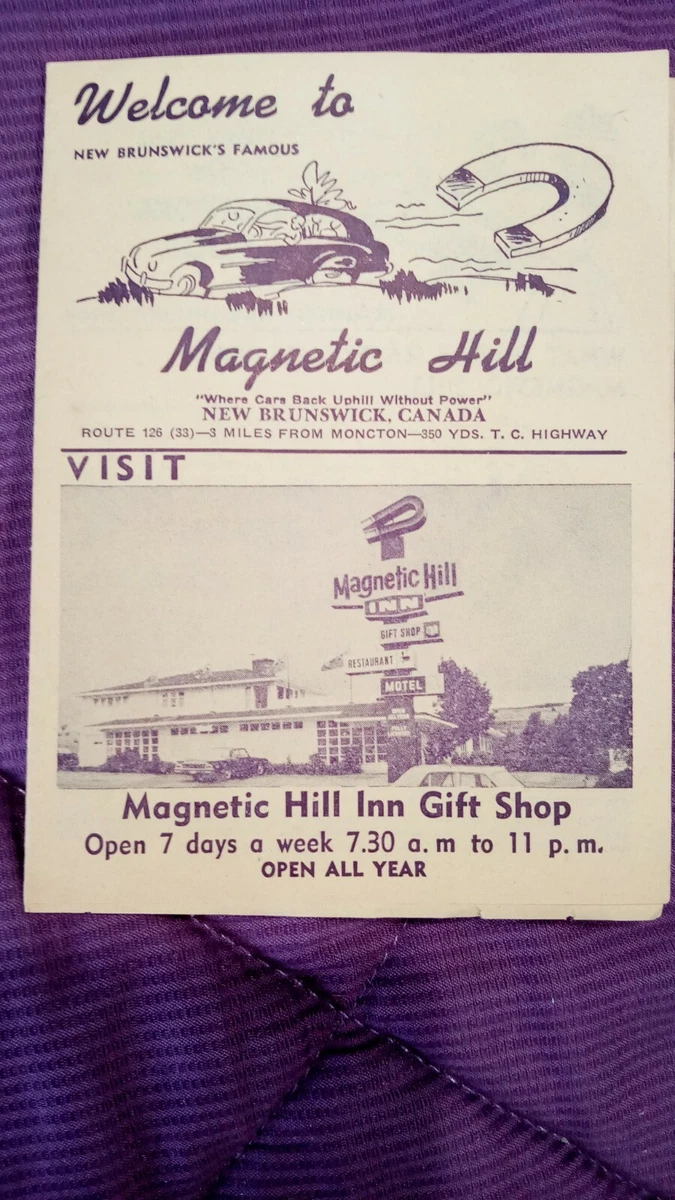 Welcome to
NEW BRUNSWICK'S FAMOUS
Magnetic Hill
"Where Cars Back Uphill Without Power"
NEW BRUNSWICK, CANADA
ROUTE 126 (33)—3 MILES FROM MONCTON—350 YDS. T. C. HIGHWAY
VISIT
Magnetic Hill
INN
GIFT SHOP
RESTAURANT
MOTEL
Magnetic Hill Inn Gift Shop
Open 7 days a week 7.30 a. m to 11 p. m.
OPEN ALL YEAR